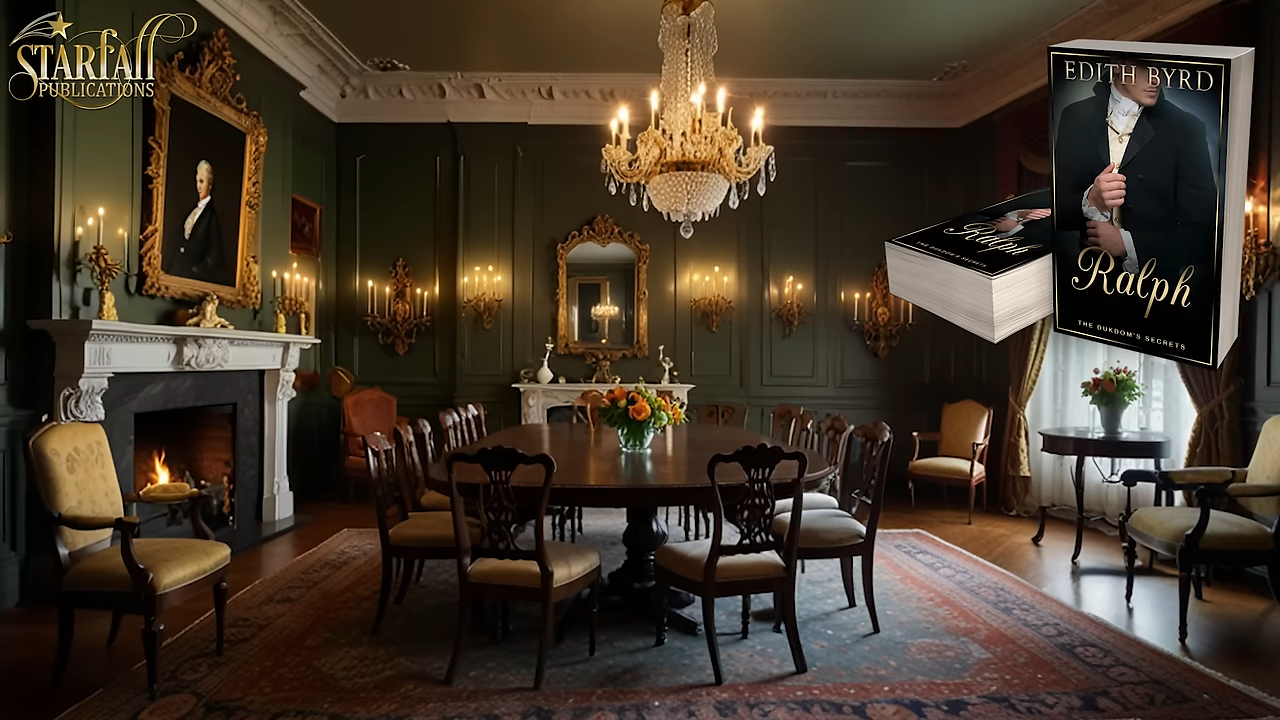 STARfall
PUBLICATIONS
EDITH BYRD
Ralph
THE DUKDOM'S SECRETS
Ralph
THE DUKDOM'S SECRETS